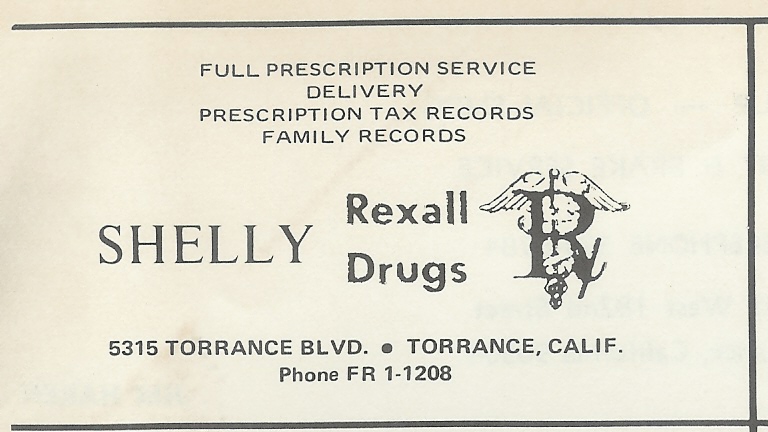 FULL PRESCRIPTION SERVICE
DELIVERY
PRESCRIPTION TAX RECORDS
FAMILY RECORDS
SHELLY Rexall Drugs Rx
5315 TORRANCE BLVD. ● TORRANCE, CALIF.
Phone FR 1-1208